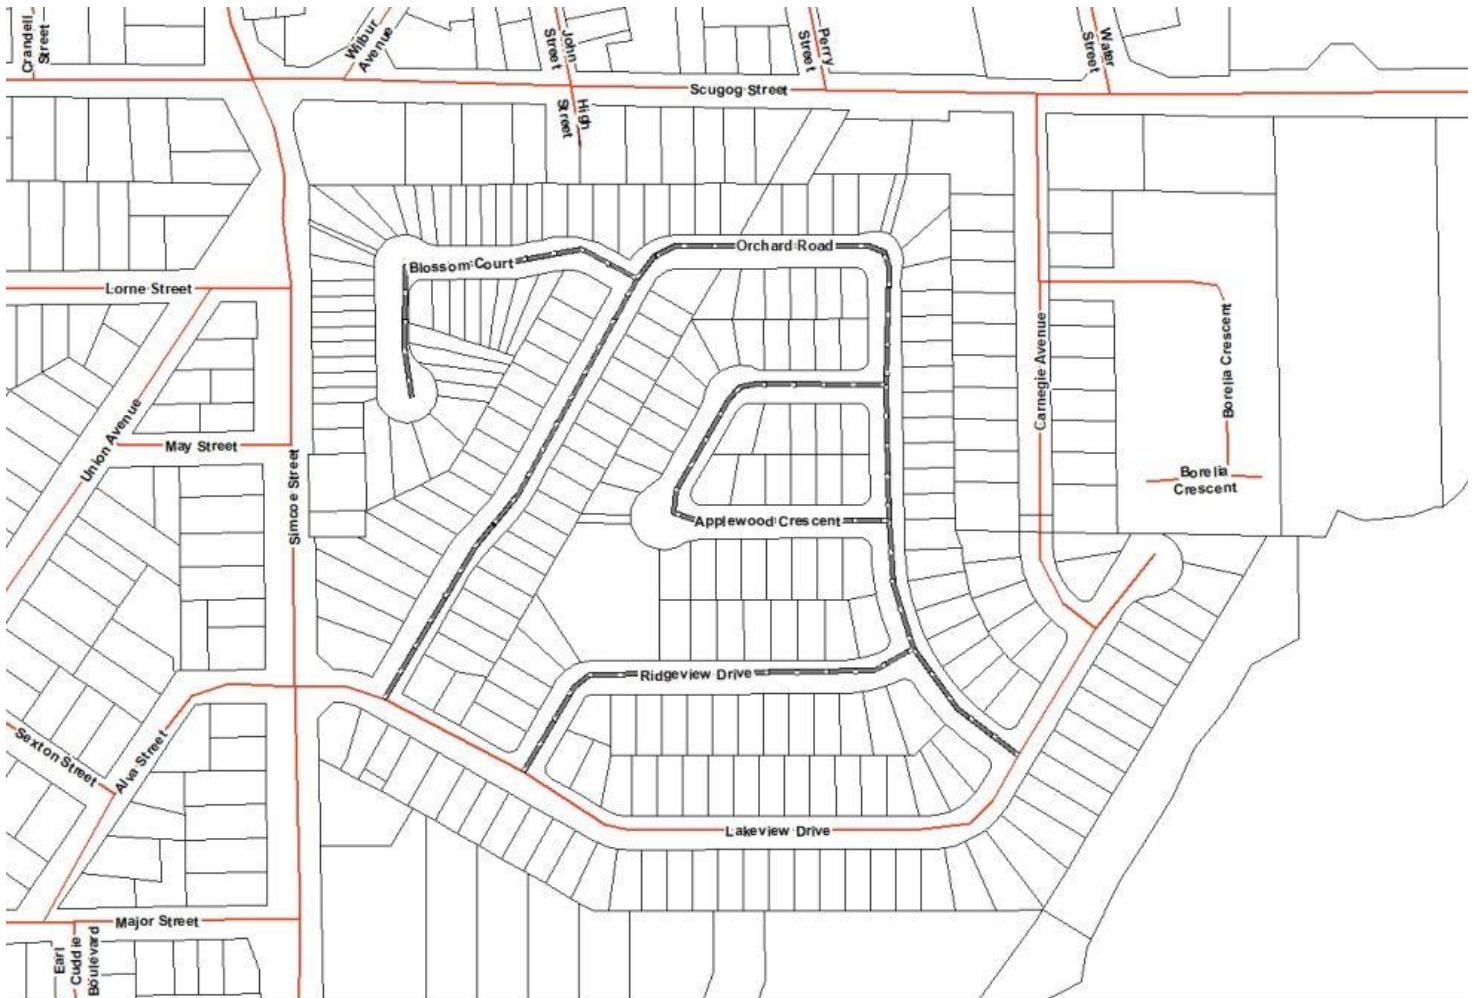 Crandell
Street
Wilbur
Avenue
John
Street
Perry
Street
Water
Street
Scugog Street
High
Street
Orchard Road
Blossom Court
Lorne Street
Borelia Crescent
Carnegie Avenue
Union Avenue
May Street
Simcoe Street
Borelia
Crescent
Applewood Crescent
Ridgeview Drive
Sexton Street
Alva Street
Lakeview Drive
Major Street
Earl
Cuddie
Boulevard